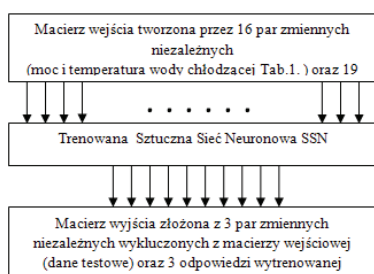 Macierz wejścia tworzona przez 16 par zmiennych
niezależnych
(moc i temperatura wody chłodzącej Tab.1. ) oraz 19
Trenowana Sztuczna Sieć Neuronowa SSN
Macierz wyjścia złożona z 3 par zmiennych
niezależnych wykluczonych z macierzy wejściowej
(dane testowe) oraz 3 odpowiedzi wytrenowanej